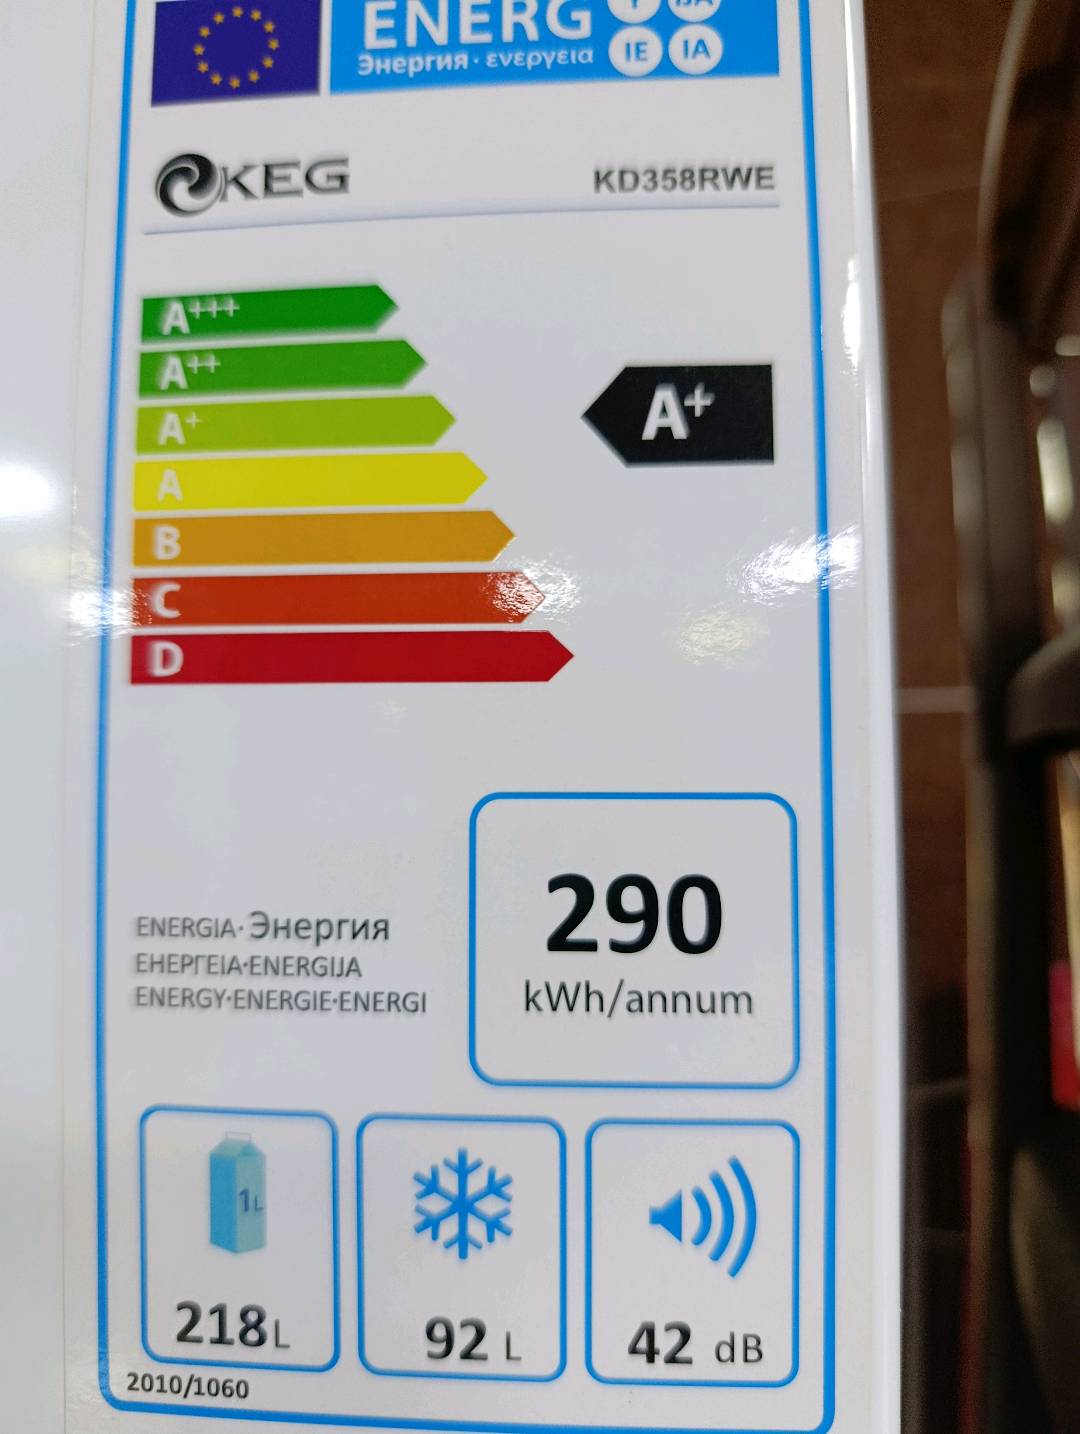 ENERG
Энергия · ενεργεια
IE IA
KEG
KD358RWE
A+++
A++
A+
A+
A
B
C
D
290
kWh/annum
ENERGIA·Энергия
ΕΗΕΡΓΕΙΑ·ENERGIJA
ENERGY·ENERGIE·ENERGI
1L
218L
92 L
42 dB
2010/1060